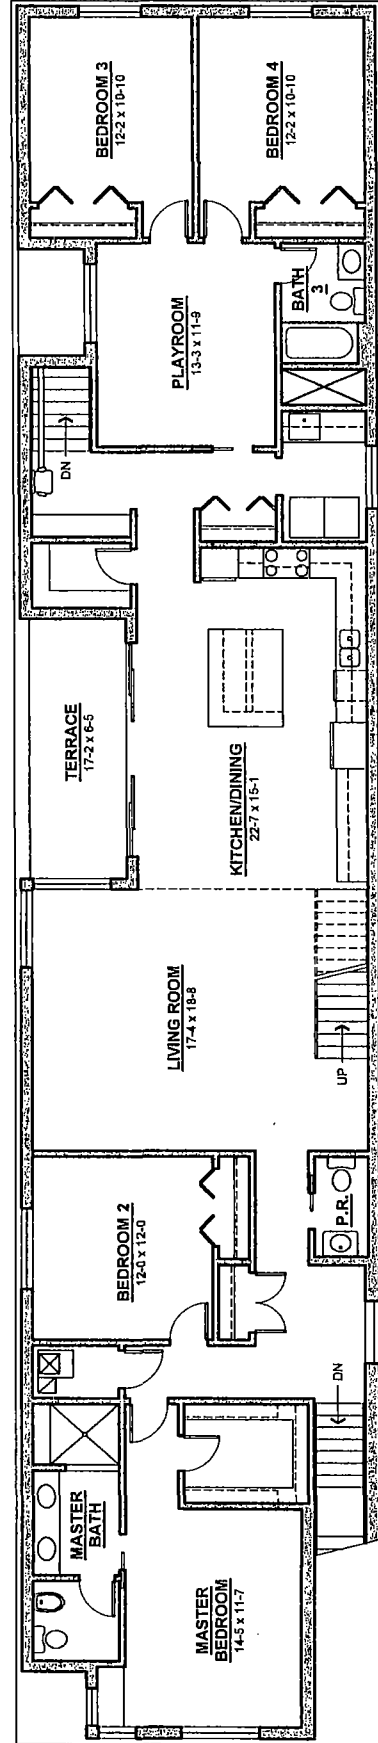 BEDROOM 3
12-2 x 10-10
BEDROOM 4
12-2 x 10-10
PLAYROOM
13-3 x 11-9
BATH
3
DN
TERRACE
17-2 x 6-5
KITCHEN/DINING
22-7 x 15-1
LIVING ROOM
17-4 x 18-8
UP
BEDROOM 2
12-0 x 12-0
P.R.
DN
MASTER
BATH
MASTER
BEDROOM
14-5 x 11-7